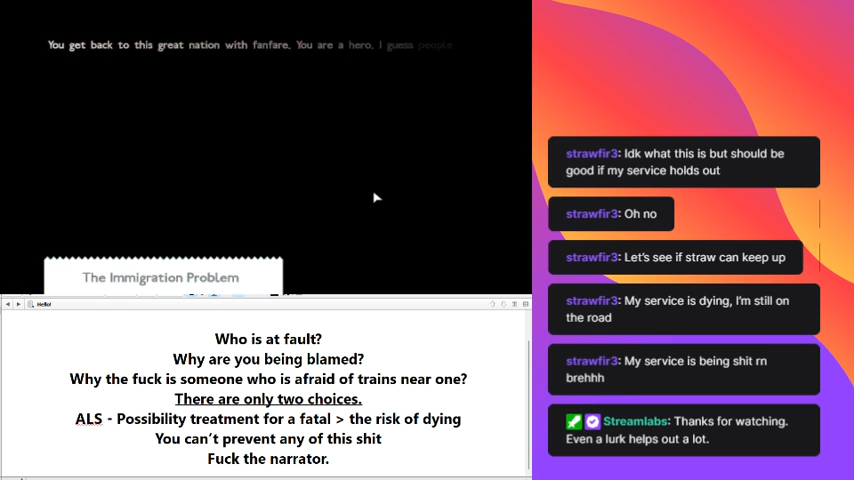 You get back to this great nation with fanfare. You are a hero, I guess people
The Immigration Problem
Hello!
Who is at fault?
Why are you being blamed?
Why the fuck is someone who is afraid of trains near one?
There are only two choices.
ALS - Possibility treatment for a fatal > the risk of dying
You can't prevent any of this shit
Fuck the narrator.
strawfir3: Idk what this is but should be
good if my service holds out
strawfir3: Oh no
strawfir3: Let's see if straw can keep up
strawfir3: My service is dying, I'm still on
the road
strawfir3: My service is being shit rn
brehhh
Streamlabs: Thanks for watching.
Even a lurk helps out a lot.